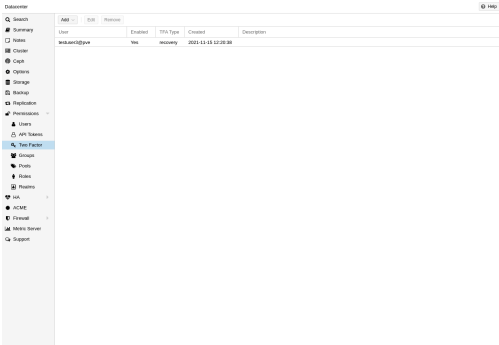 Datacenter
Help
Search
Summary
Notes
Cluster
Ceph
Options
Storage
Backup
Replication
Permissions
Users
API Tokens
Two Factor
Groups
Pools
Roles
Realms
HA
ACME
Firewall
Metric Server
Support
Add Edit Remove
User Enabled TFA Type Created Description
testuser3@pve Yes recovery 2021-11-15 12:20:38